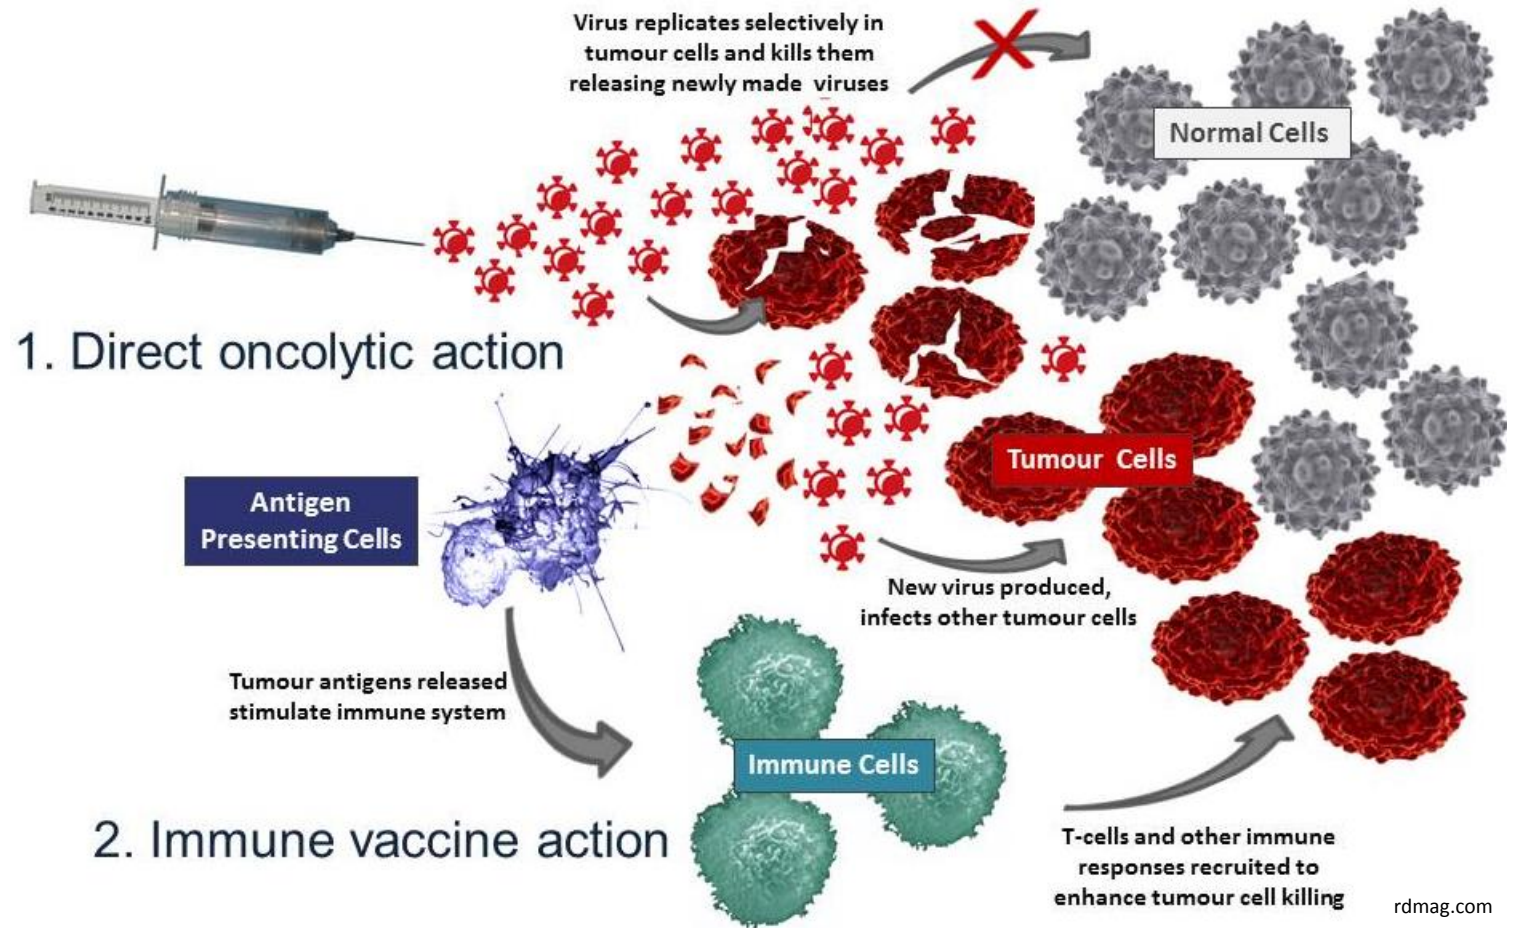 Virus replicates selectively in
tumour cells and kills them
releasing newly made viruses
Normal Cells
1. Direct oncolytic action
Tumour Cells
Antigen
Presenting Cells
New virus produced,
infects other tumour cells
Tumour antigens released
stimulate immune system
Immune Cells
2. Immune vaccine action
T-cells and other immune
responses recruited to
enhance tumour cell killing
rdmag.com